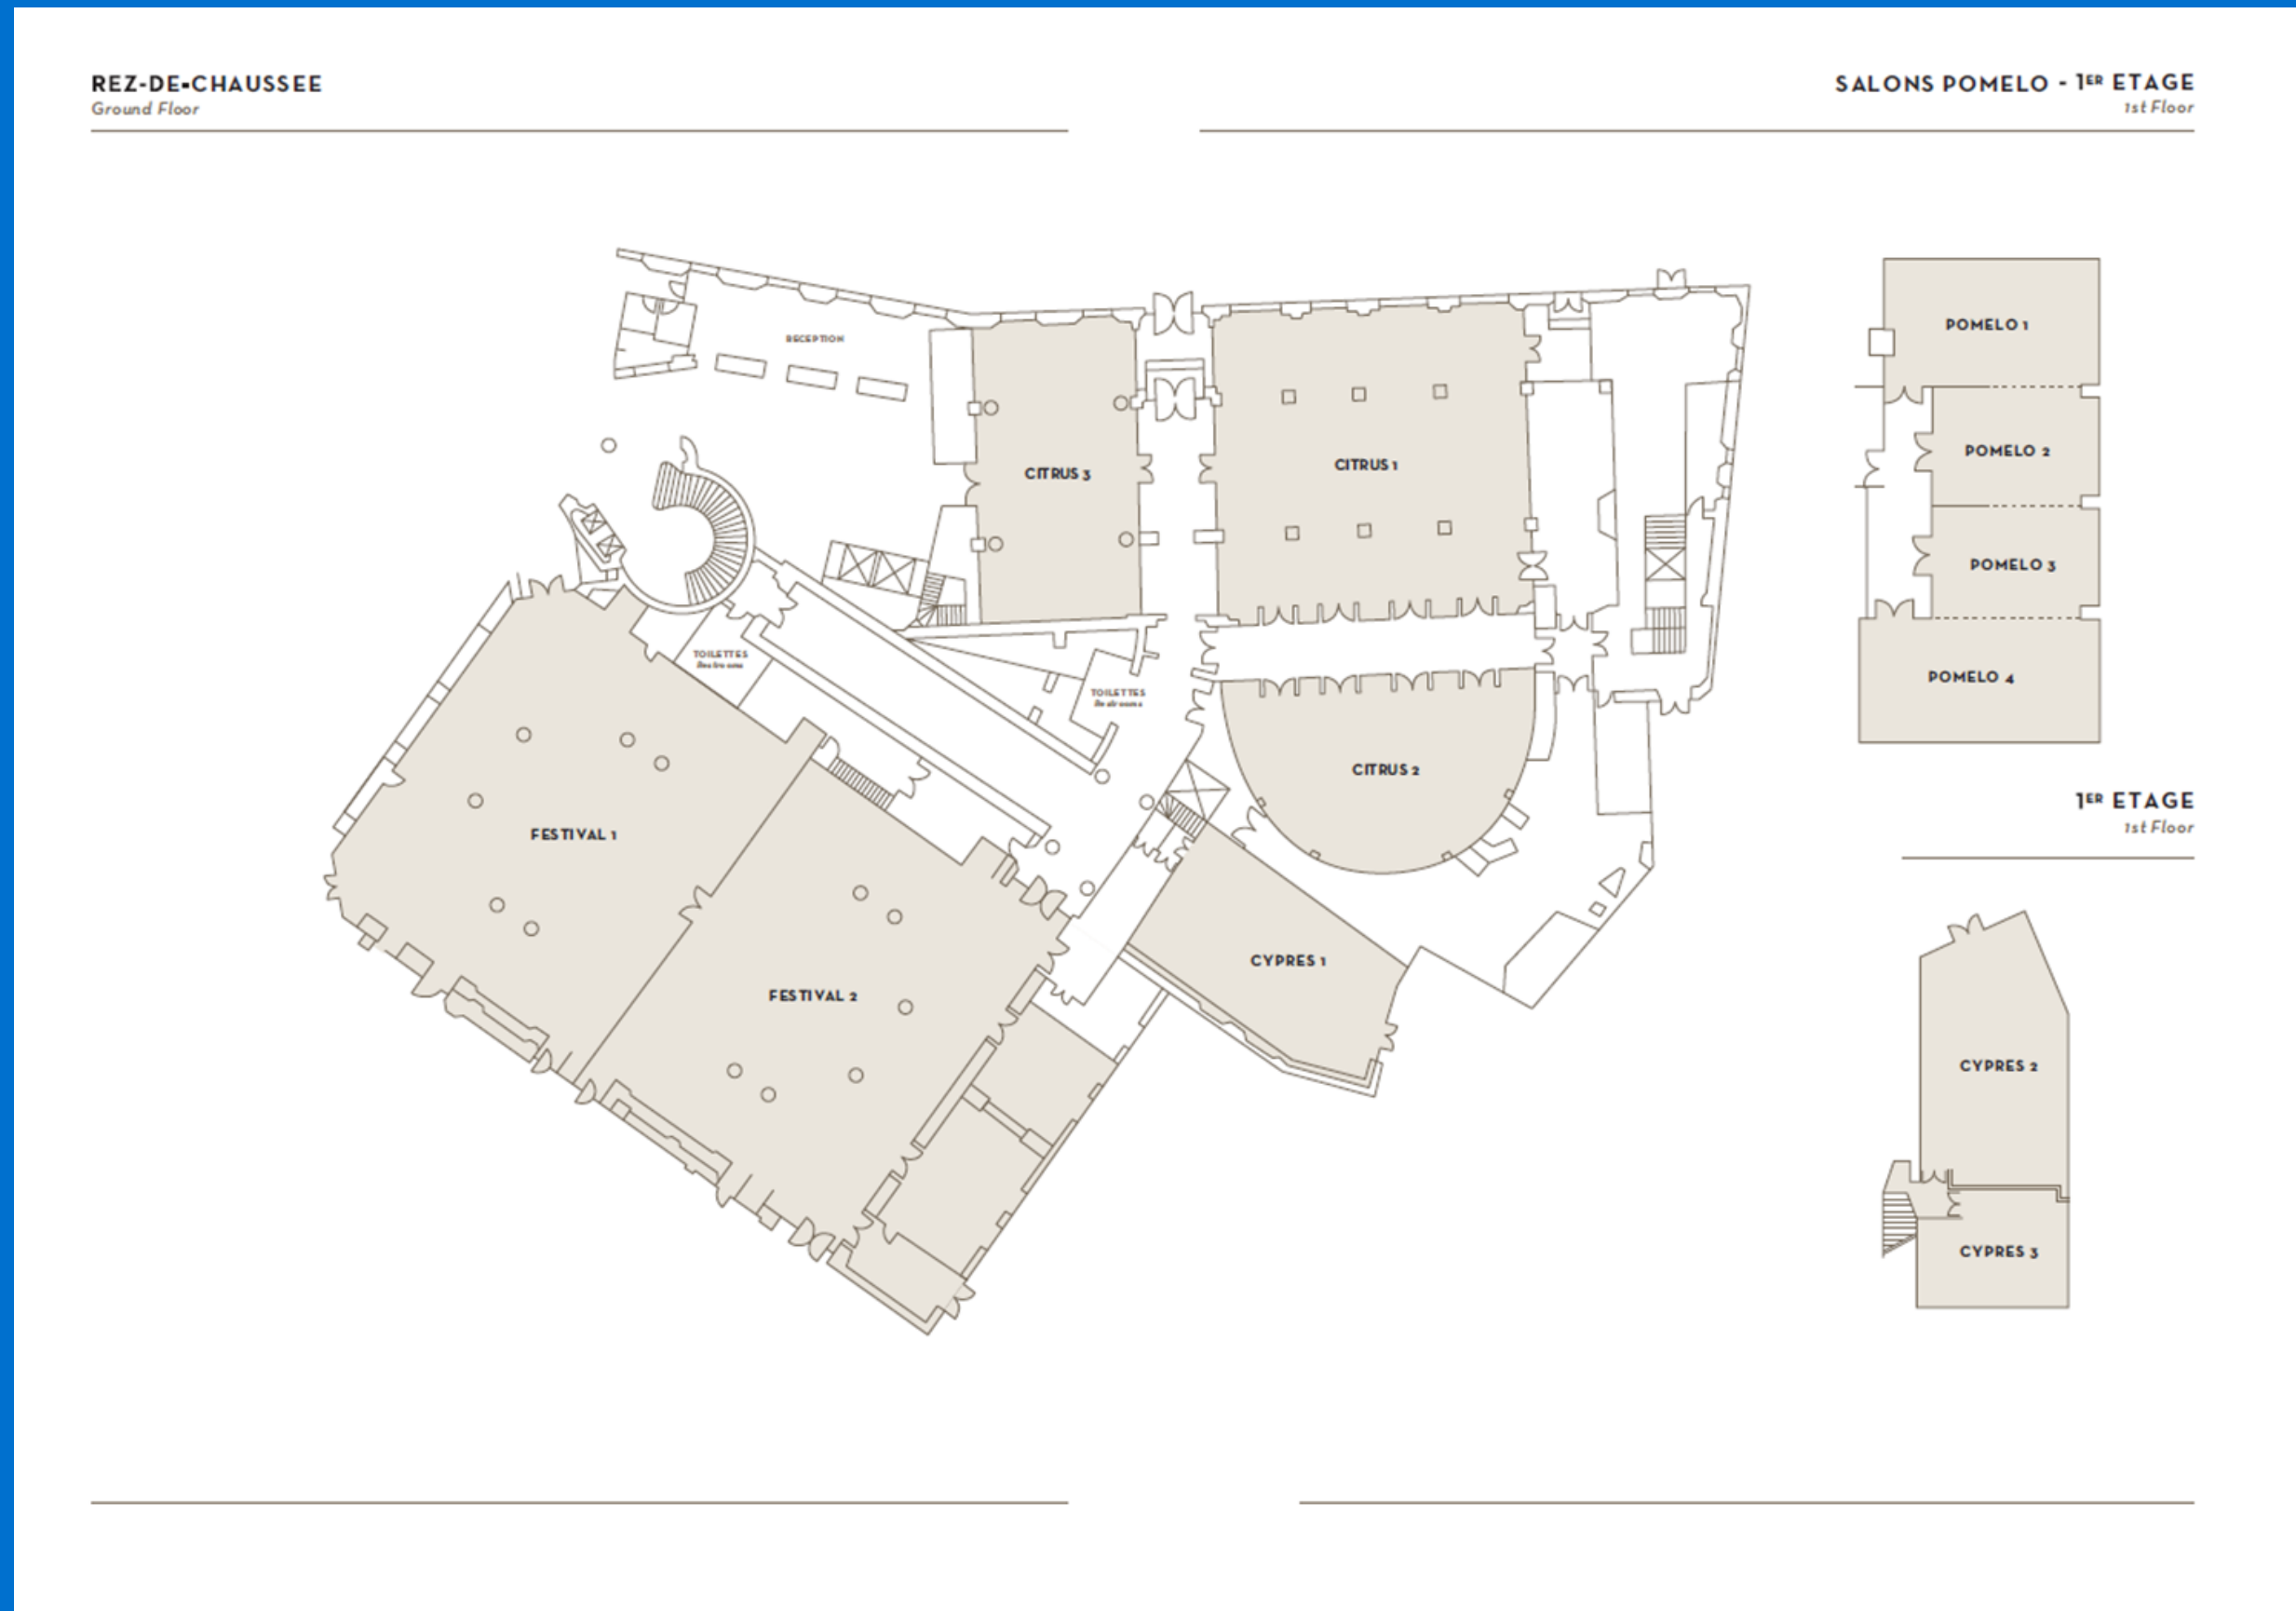 REZ-DE-CHAUSSEE
Ground Floor
SALONS POMELO - 1ER ETAGE
1st Floor
RECEPTION
CITRUS 3
CITRUS 1
TOILETTES
Restrooms
TOILETTES
Restrooms
CITRUS 2
FESTIVAL 1
FESTIVAL 2
CYPRES 1
POMELO 1
POMELO 2
POMELO 3
POMELO 4
1ER ETAGE
1st Floor
CYPRES 2
CYPRES 3